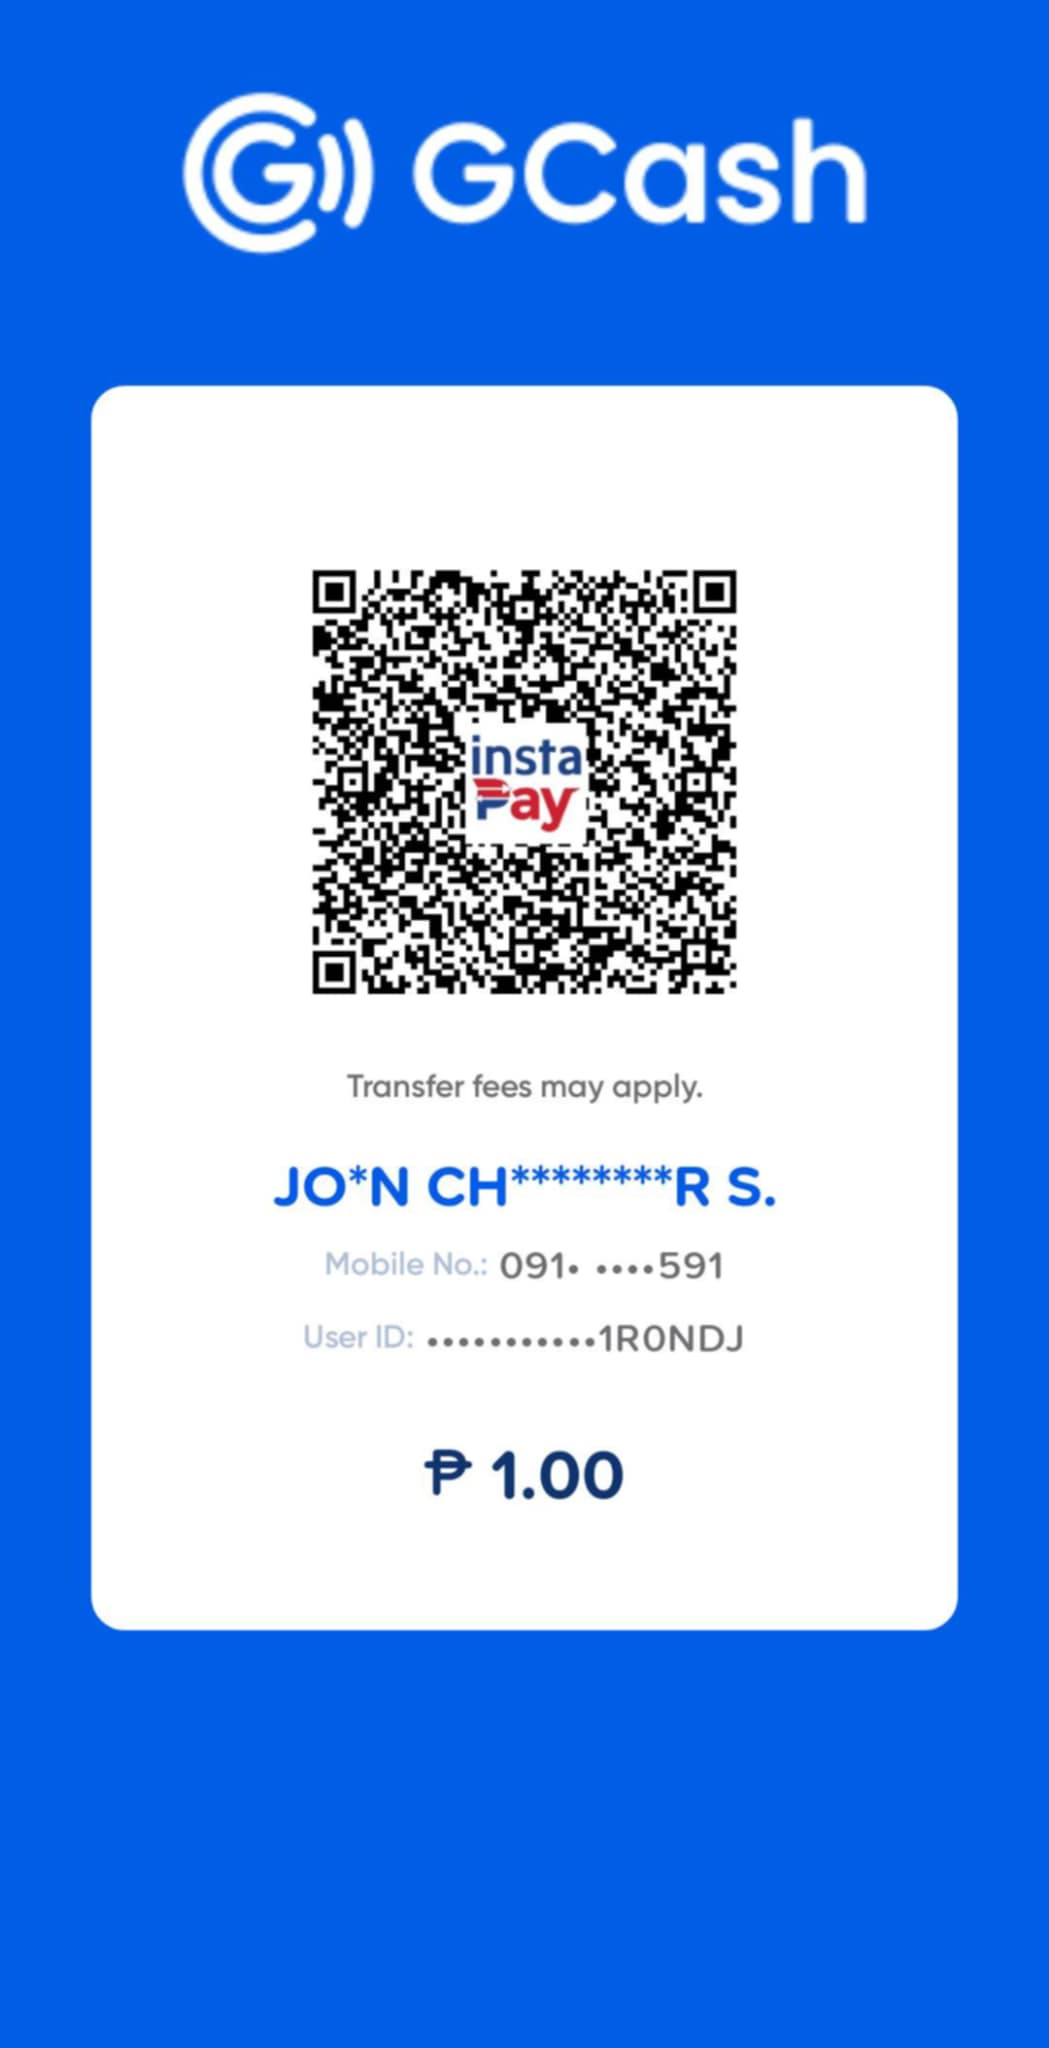 GCash
insta
Pay
Transfer fees may apply.
JO*N CH********R S.
Mobile No.: 091• ••••591
User ID: •••••••••••1R0NDJ
₱ 1.00